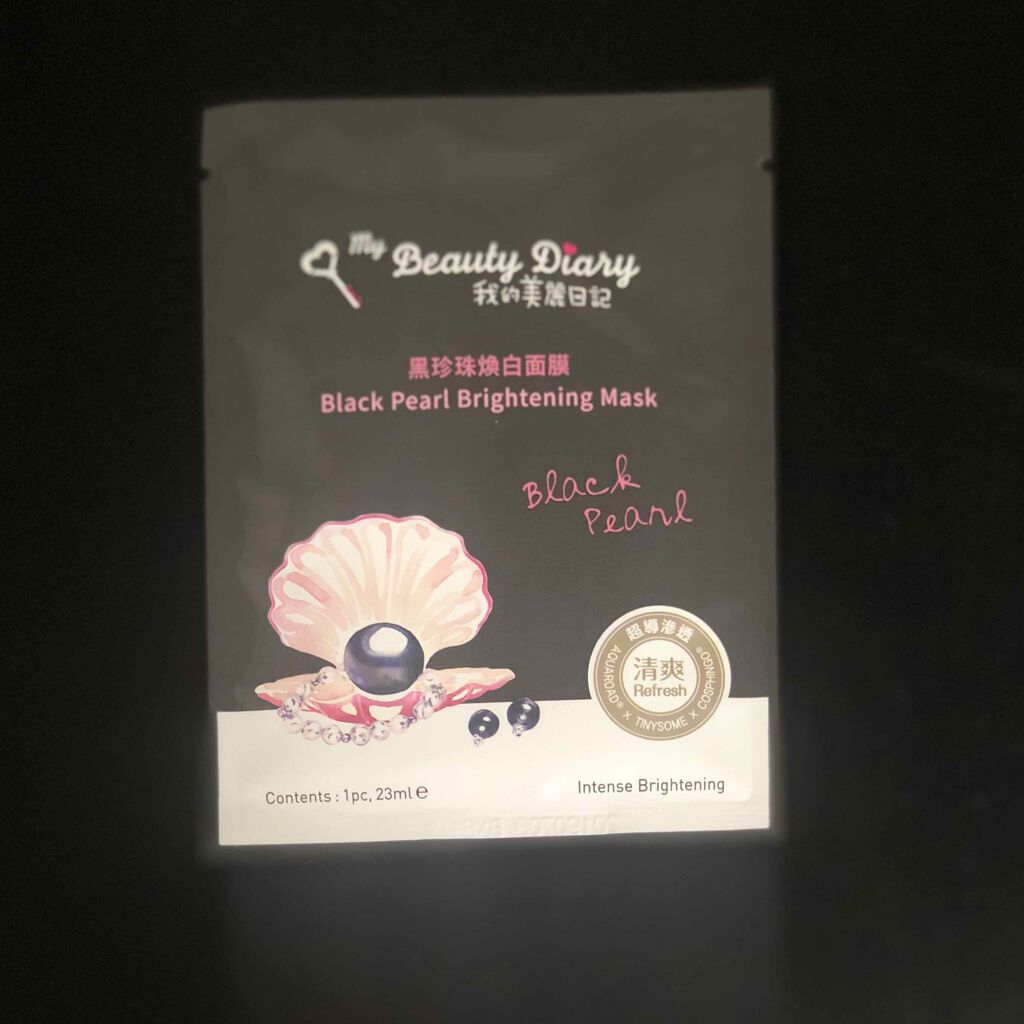 My Beauty Diary
我的美麗日記
黑珍珠煥白面膜
Black Pearl Brightening Mask
Black
Pearl
超導滲透
清爽
Refresh
AQUAROAD® × TINYSOME × COSPHINGO®
Contents : 1pc, 23ml ℮
Intense Brightening